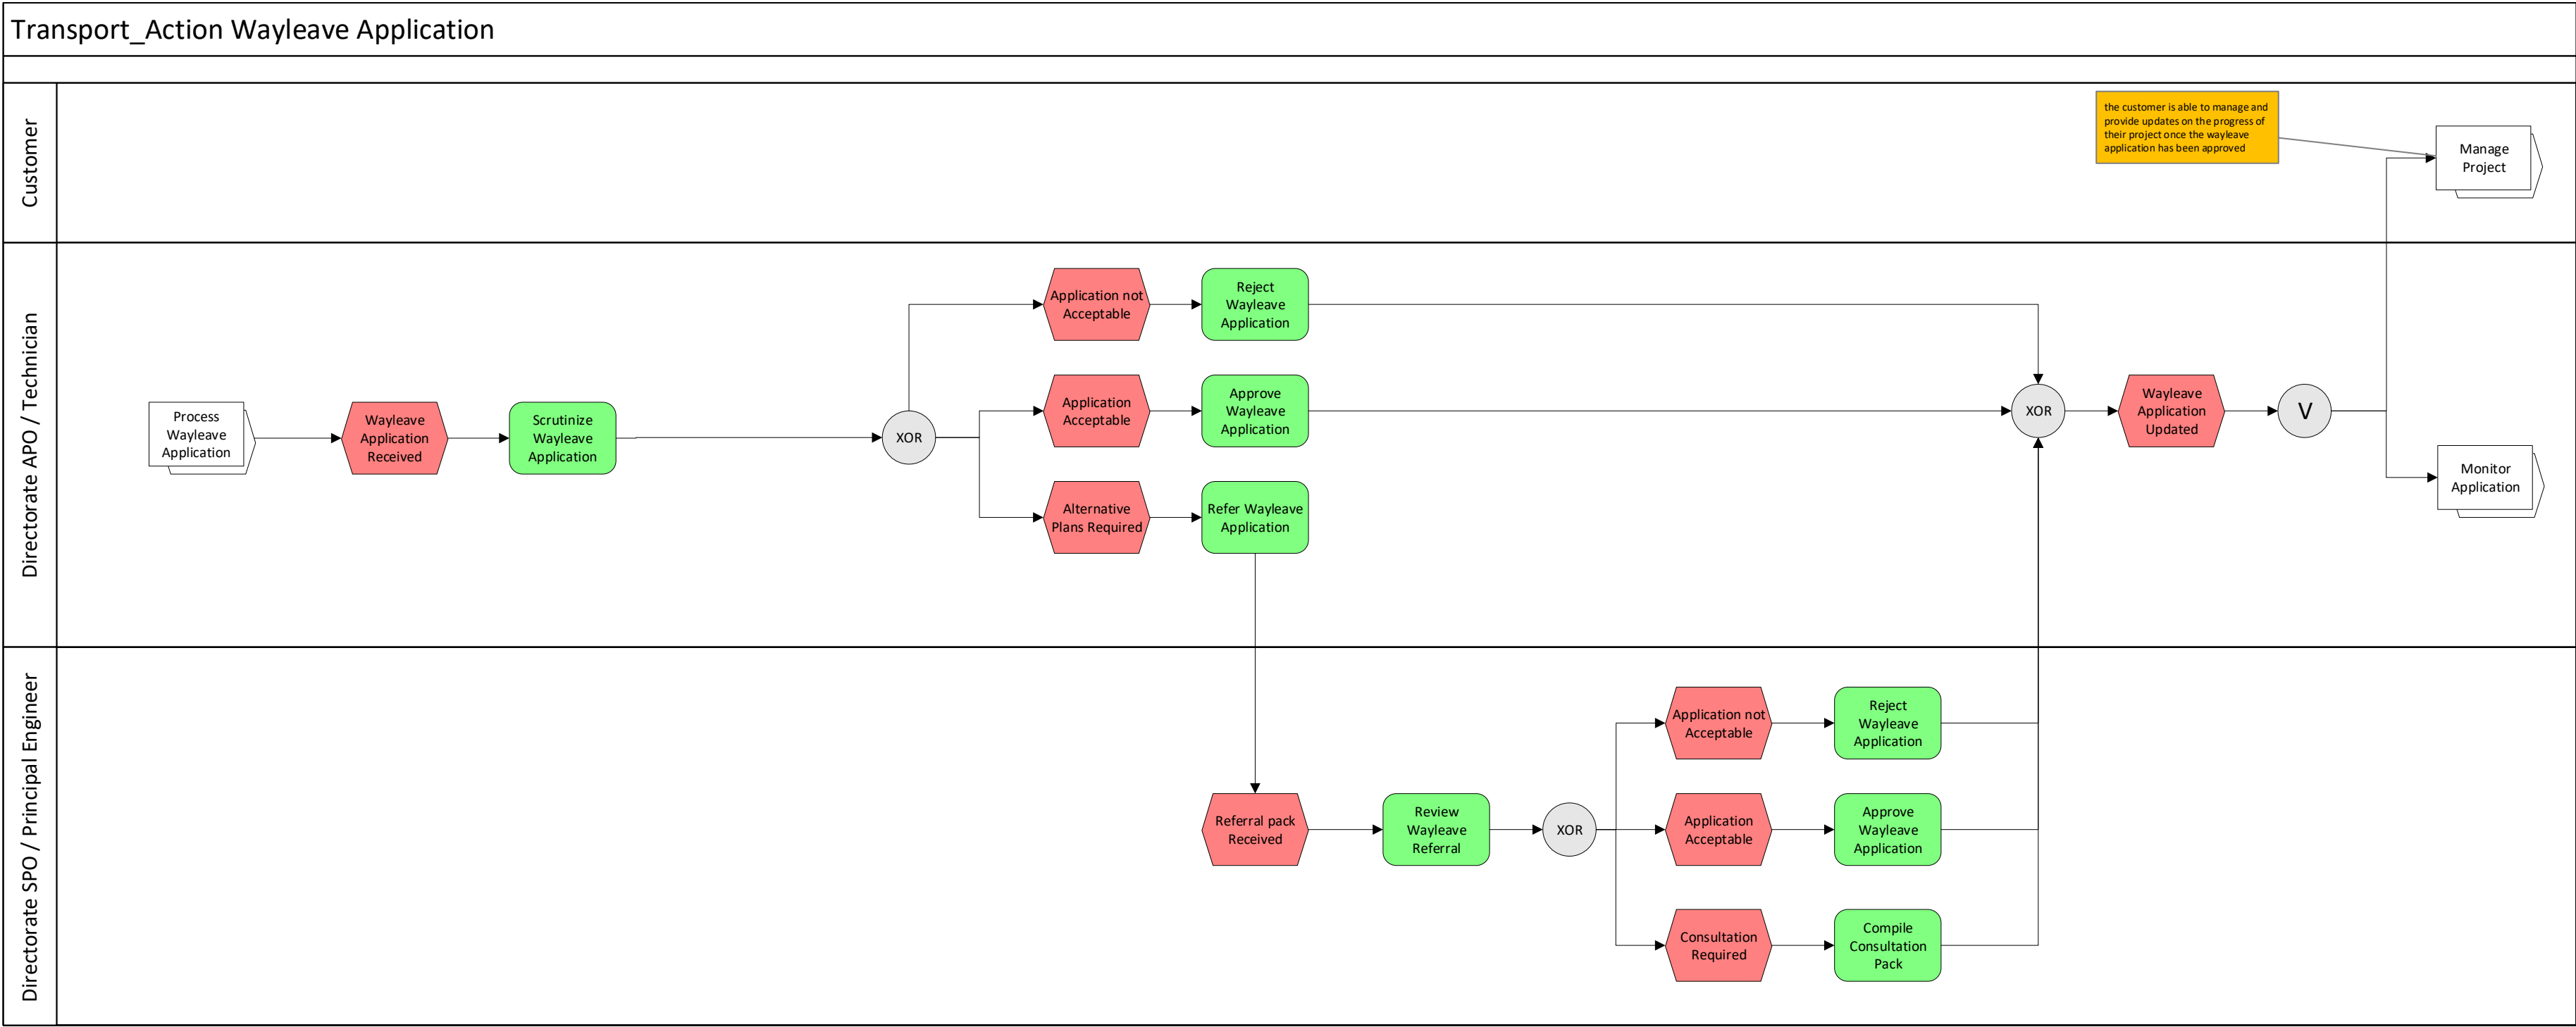 Transport_Action Wayleave Application
Customer
the customer is able to manage and
provide updates on the progress of
their project once the wayleave
application has been approved
Manage
Project
Directorate APO / Technician
Process
Wayleave
Application
Wayleave
Application
Received
Scrutinize
Wayleave
Application
XOR
Application not
Acceptable
Reject
Wayleave
Application
Application
Acceptable
Approve
Wayleave
Application
Alternative
Plans Required
Refer Wayleave
Application
XOR
Wayleave
Application
Updated
V
Monitor
Application
Directorate SPO / Principal Engineer
Referral pack
Received
Review
Wayleave
Referral
XOR
Application not
Acceptable
Reject
Wayleave
Application
Application
Acceptable
Approve
Wayleave
Application
Consultation
Required
Compile
Consultation
Pack